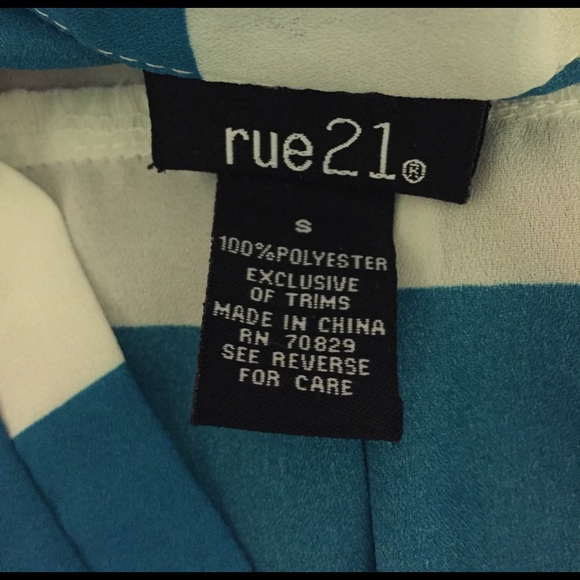 rue21®
S
100%POLYESTER
EXCLUSIVE
OF TRIMS
MADE IN CHINA
RN 70829
SEE REVERSE
FOR CARE